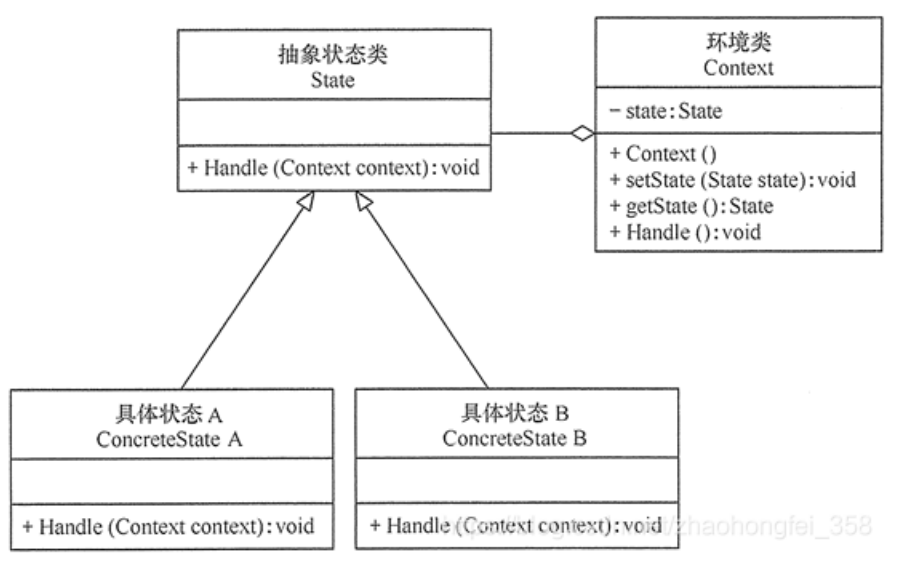 抽象状态类
State
+ Handle (Context context) : void
环境类
Context
− state : State
+ Context ()
+ setState (State state) : void
+ getState () : State
+ Handle () : void
具体状态 A
ConcreteState A
+ Handle (Context context) : void
具体状态 B
ConcreteState B
+ Handle (Context context) : void
zhaohongfei_358